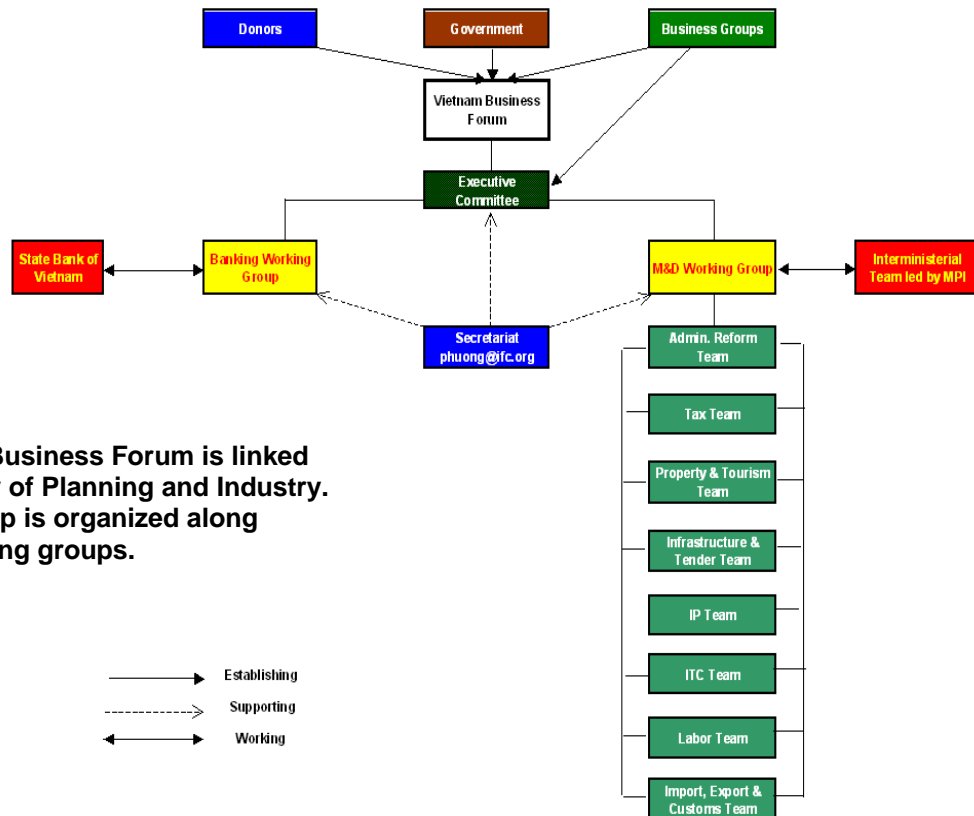 Donors
Government
Business Groups
Vietnam Business
Forum
Executive
Committee
State Bank of
Vietnam
Banking Working
Group
M&D Working Group
Interministerial
Team led by MPI
Secretariat
phuong@ifc.org
Admin. Reform
Team
Tax Team
Property & Tourism
Team
Infrastructure &
Tender Team
IP Team
ITC Team
Labor Team
Import, Export &
Customs Team
Business Forum is linked
of Planning and Industry.
p is organized along
ng groups.
Establishing
Supporting
Working